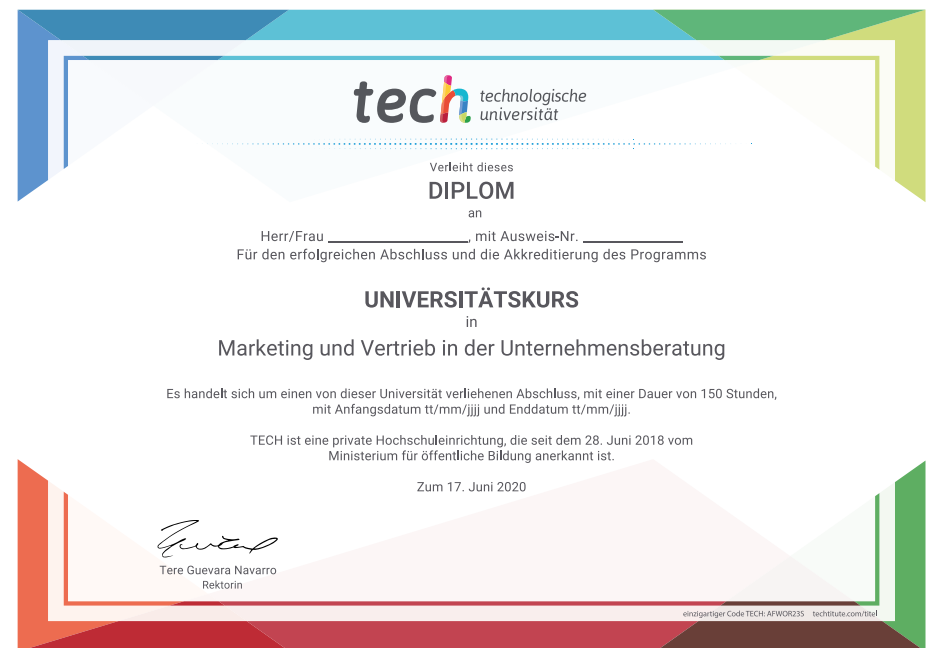 tech technologische
universität
Verleiht dieses
DIPLOM
an
Herr/Frau ____________________, mit Ausweis-Nr. ______________
Für den erfolgreichen Abschluss und die Akkreditierung des Programms
UNIVERSITÄTSKURS
in
Marketing und Vertrieb in der Unternehmensberatung
Es handelt sich um einen von dieser Universität verliehenen Abschluss, mit einer Dauer von 150 Stunden,
mit Anfangsdatum tt/mm/jjjj und Enddatum tt/mm/jjjj.
TECH ist eine private Hochschuleinrichtung, die seit dem 28. Juni 2018 vom
Ministerium für öffentliche Bildung anerkannt ist.
Zum 17. Juni 2020
Tere Guevara Navarro
Rektorin
einzigartiger Code TECH: AFWOR23S techtitute.com/titel